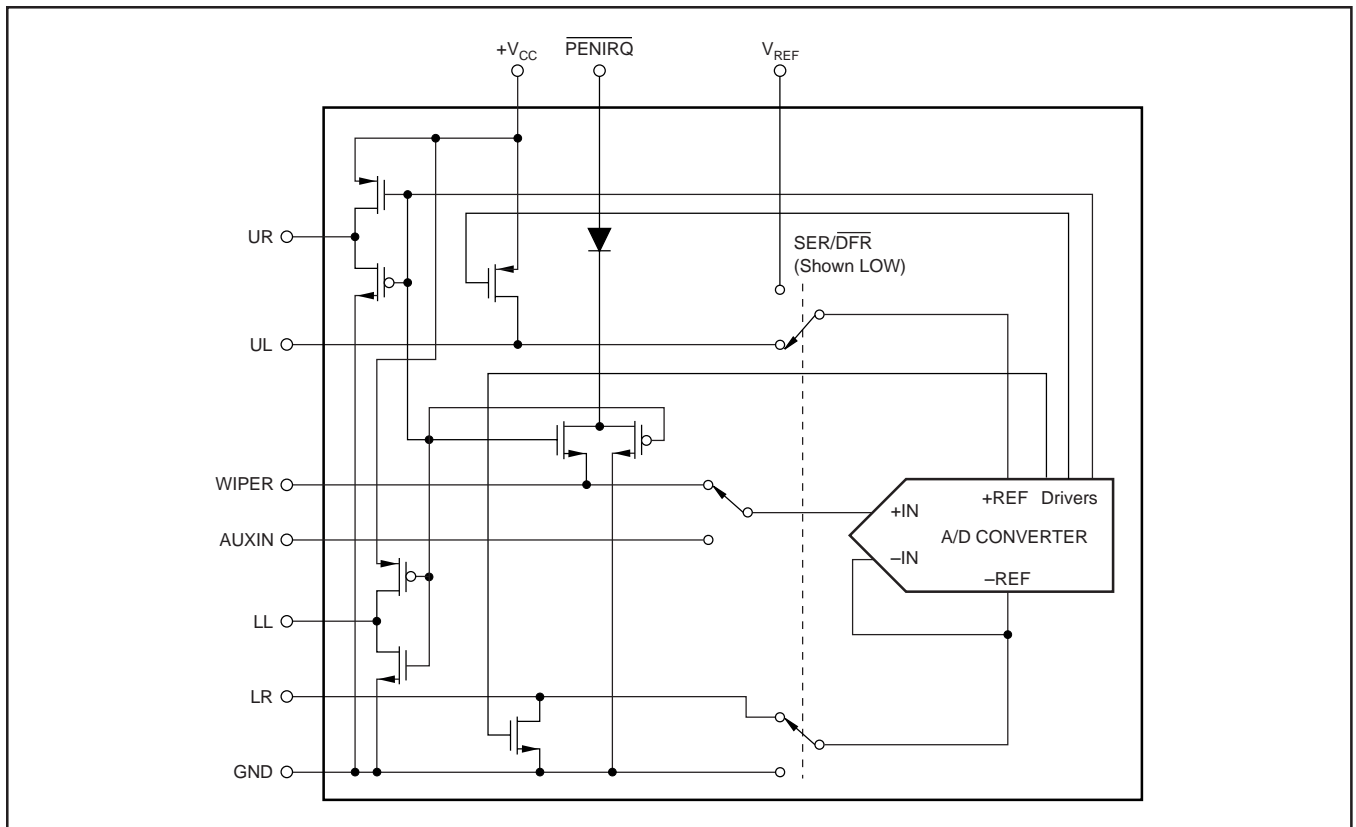 +VCC
PENIRQ
VREF
UR
SER/DFR
(Shown LOW)
UL
WIPER
+REF Drivers
+IN
AUXIN
A/D CONVERTER
–IN
–REF
LL
LR
GND